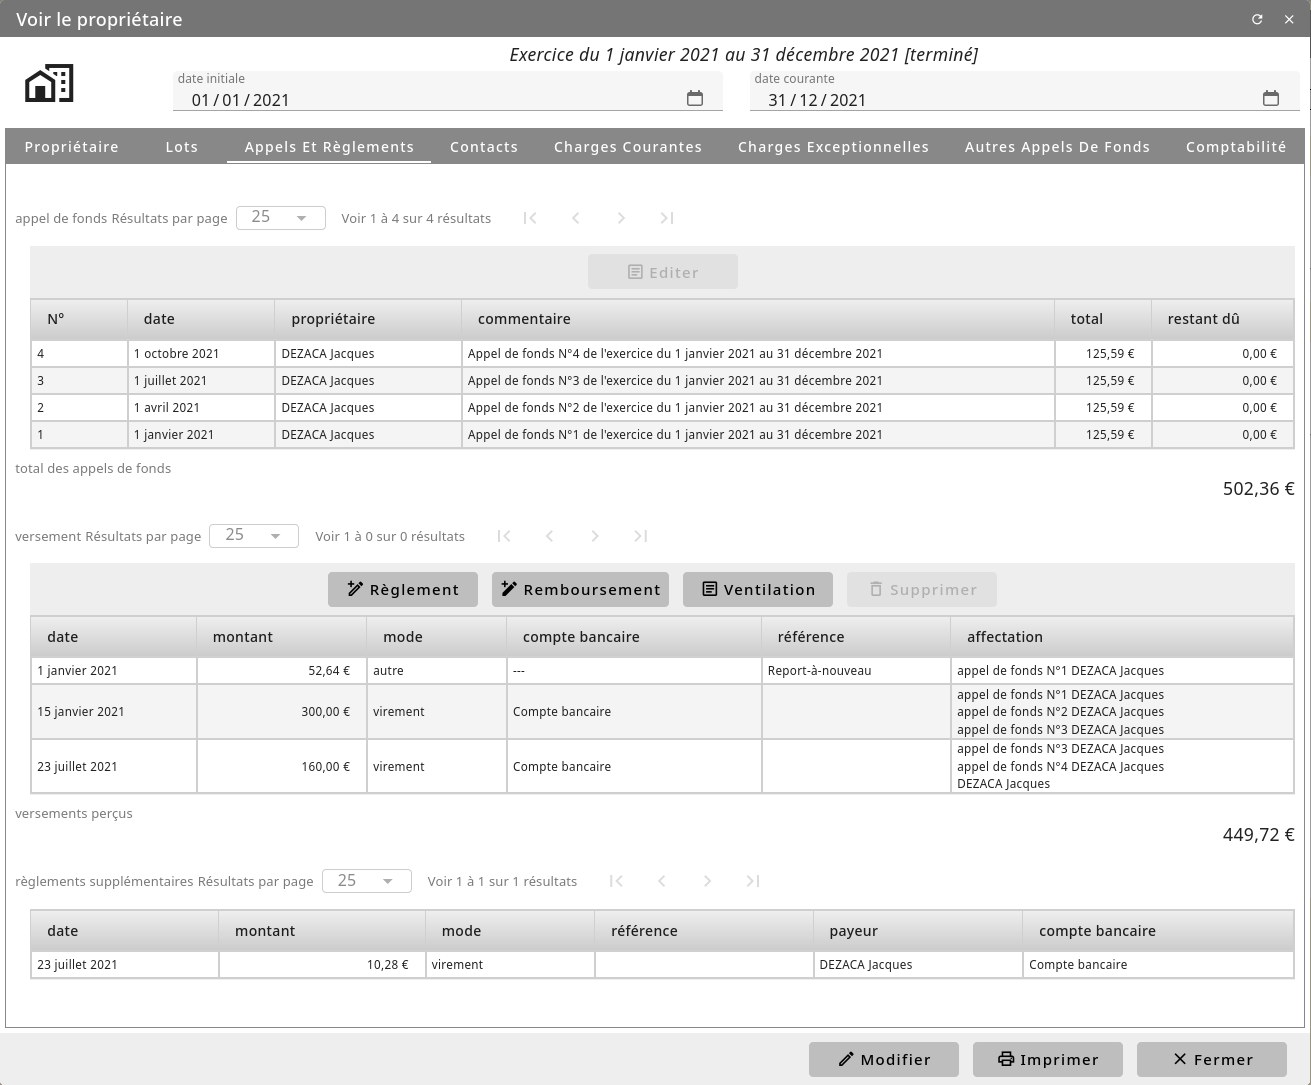 Voir le propriétaire
Exercice du 1 janvier 2021 au 31 décembre 2021 [terminé]
date initiale
01 / 01 / 2021
date courante
31 / 12 / 2021
Propriétaire Lots Appels Et Règlements Contacts Charges Courantes Charges Exceptionnelles Autres Appels De Fonds Comptabilité
appel de fonds Résultats par page 25 Voir 1 à 4 sur 4 résultats
Editer
N° date propriétaire commentaire total restant dû
4 1 octobre 2021 DEZACA Jacques Appel de fonds N°4 de l'exercice du 1 janvier 2021 au 31 décembre 2021 125,59 € 0,00 €
3 1 juillet 2021 DEZACA Jacques Appel de fonds N°3 de l'exercice du 1 janvier 2021 au 31 décembre 2021 125,59 € 0,00 €
2 1 avril 2021 DEZACA Jacques Appel de fonds N°2 de l'exercice du 1 janvier 2021 au 31 décembre 2021 125,59 € 0,00 €
1 1 janvier 2021 DEZACA Jacques Appel de fonds N°1 de l'exercice du 1 janvier 2021 au 31 décembre 2021 125,59 € 0,00 €
total des appels de fonds
502,36 €
versement Résultats par page 25 Voir 1 à 0 sur 0 résultats
Règlement Remboursement Ventilation Supprimer
date montant mode compte bancaire référence affectation
1 janvier 2021 52,64 € autre --- Report-à-nouveau appel de fonds N°1 DEZACA Jacques
appel de fonds N°1 DEZACA Jacques
15 janvier 2021 300,00 € virement Compte bancaire appel de fonds N°2 DEZACA Jacques
appel de fonds N°3 DEZACA Jacques
appel de fonds N°3 DEZACA Jacques
23 juillet 2021 160,00 € virement Compte bancaire appel de fonds N°4 DEZACA Jacques
DEZACA Jacques
versements perçus
449,72 €
règlements supplémentaires Résultats par page 25 Voir 1 à 1 sur 1 résultats
date montant mode référence payeur compte bancaire
23 juillet 2021 10,28 € virement DEZACA Jacques Compte bancaire
Modifier Imprimer Fermer